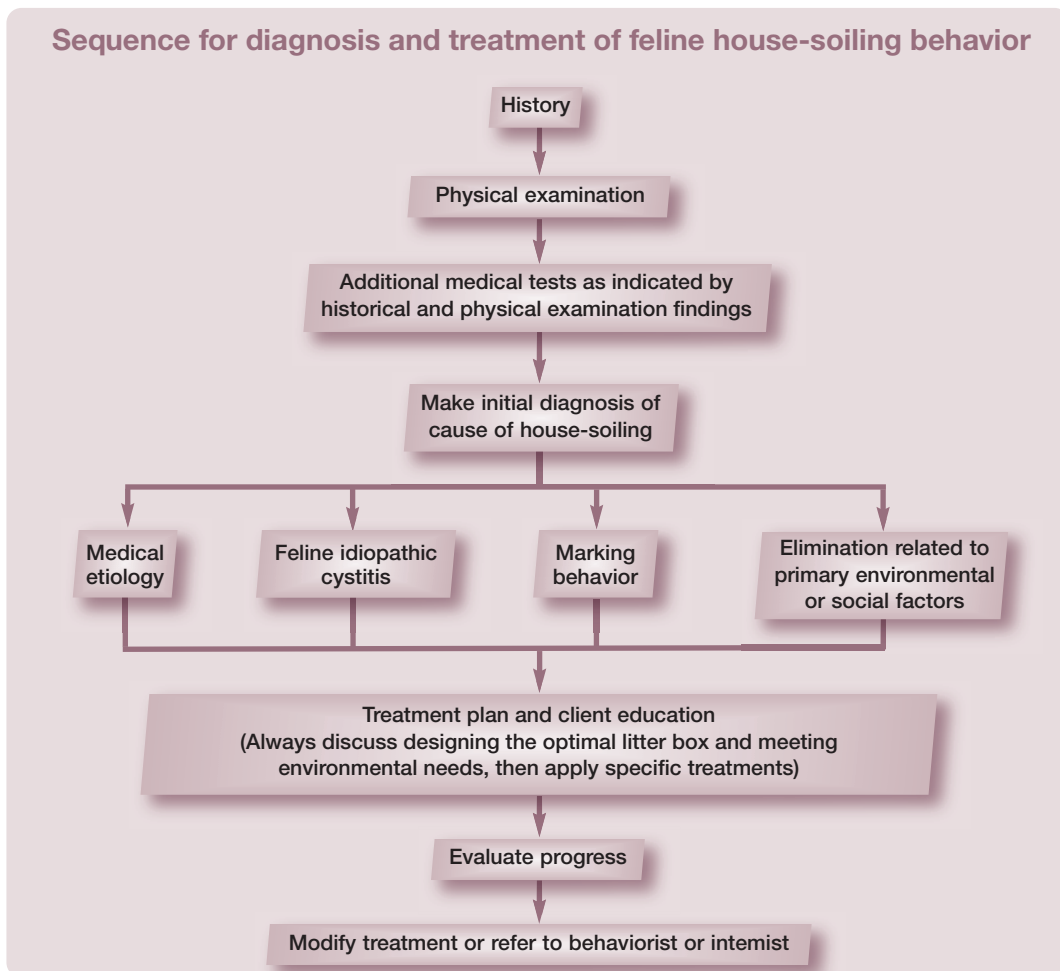 Sequence for diagnosis and treatment of feline house-soiling behavior
History
Physical examination
Additional medical tests as indicated by
historical and physical examination findings
Make initial diagnosis of
cause of house-soiling
Medical
etiology
Feline idiopathic
cystitis
Marking
behavior
Elimination related to
primary environmental
or social factors
Treatment plan and client education
(Always discuss designing the optimal litter box and meeting
environmental needs, then apply specific treatments)
Evaluate progress
Modify treatment or refer to behaviorist or intemist